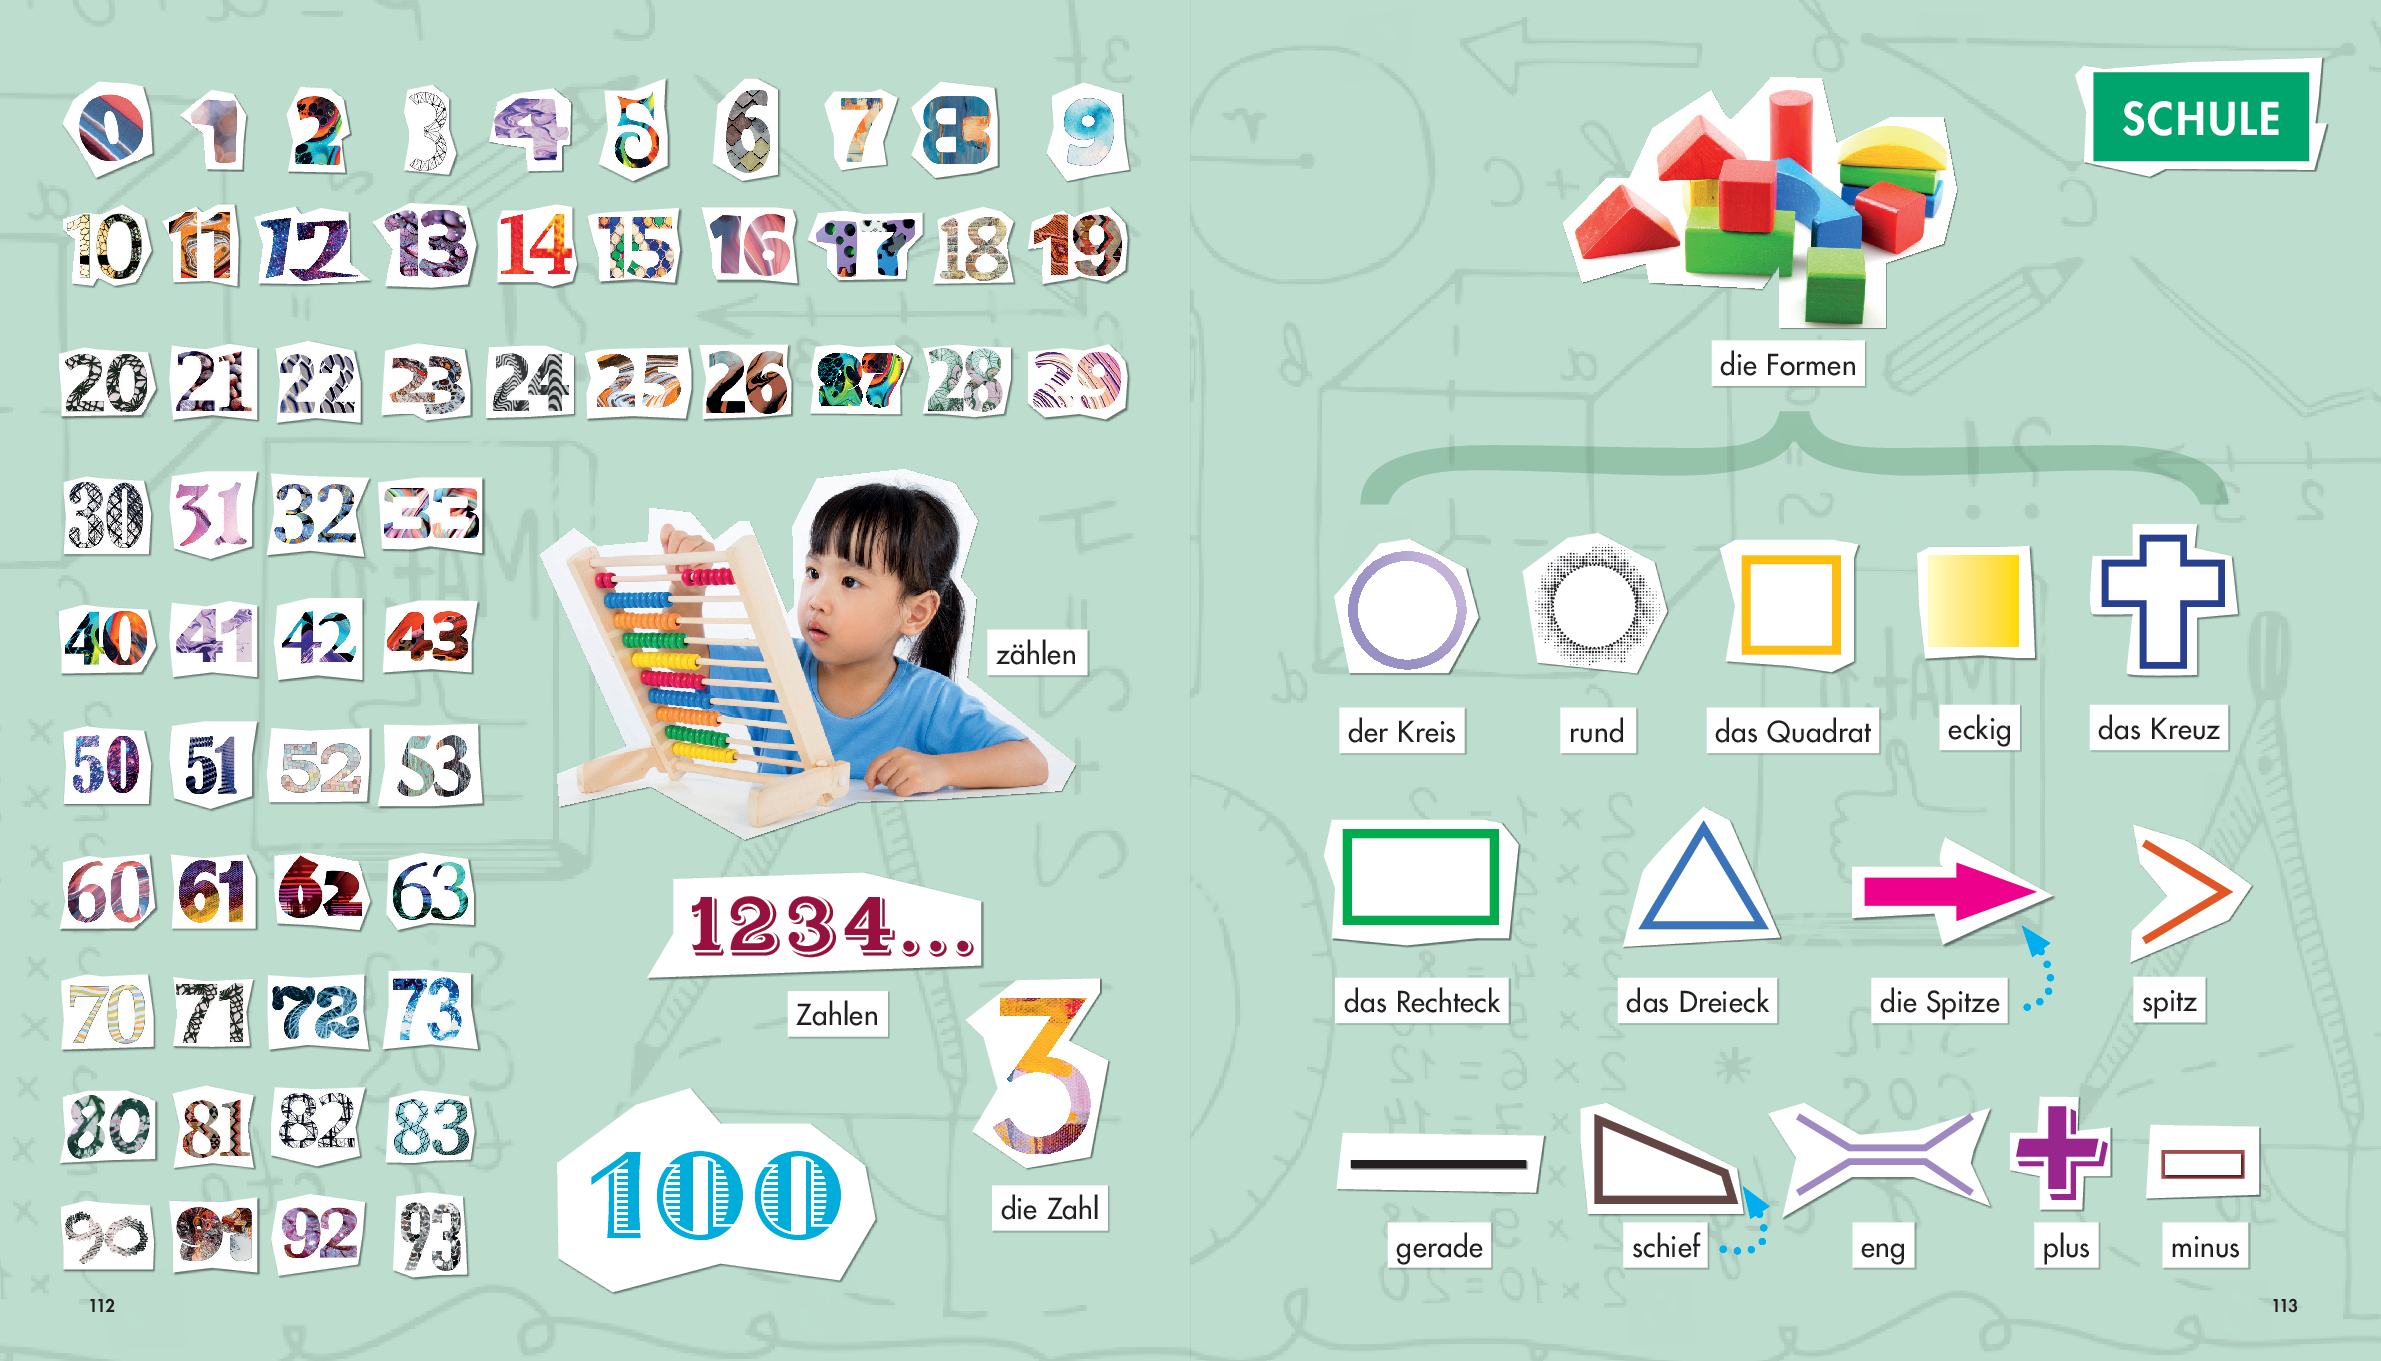 0 1 2 3 4 5 6 7 8 9
10 11 12 13 14 15 16 17 18 19
20 21 22 23 24 25 26 27 28 29
30 31 32 33
40 41 42 43
50 51 52 53
60 61 62 63
70 71 72 73
80 81 82 83
90 91 92 93
zählen
1234...
Zahlen
3
die Zahl
100
112
SCHULE
die Formen
der Kreis
rund
das Quadrat
eckig
das Kreuz
das Rechteck
das Dreieck
die Spitze
spitz
gerade
schief
eng
plus
minus
113